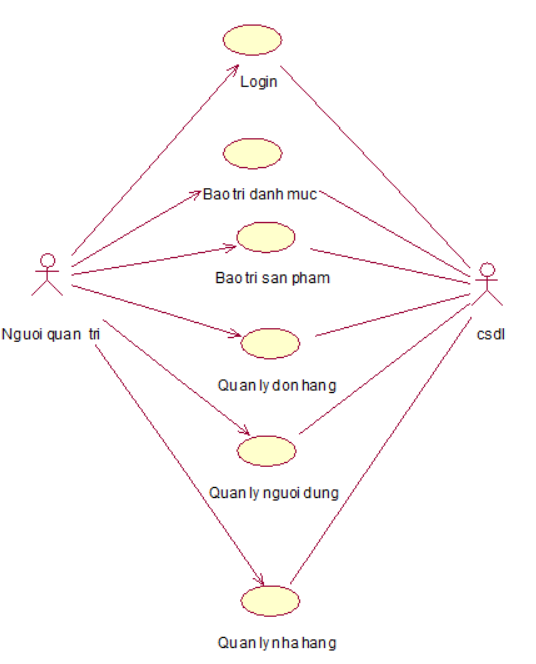 Login
Bao tri danh muc
Bao tri san pham
Nguoi quan tri
csdl
Quan ly don hang
Quan ly nguoi dung
Quan ly nha hang